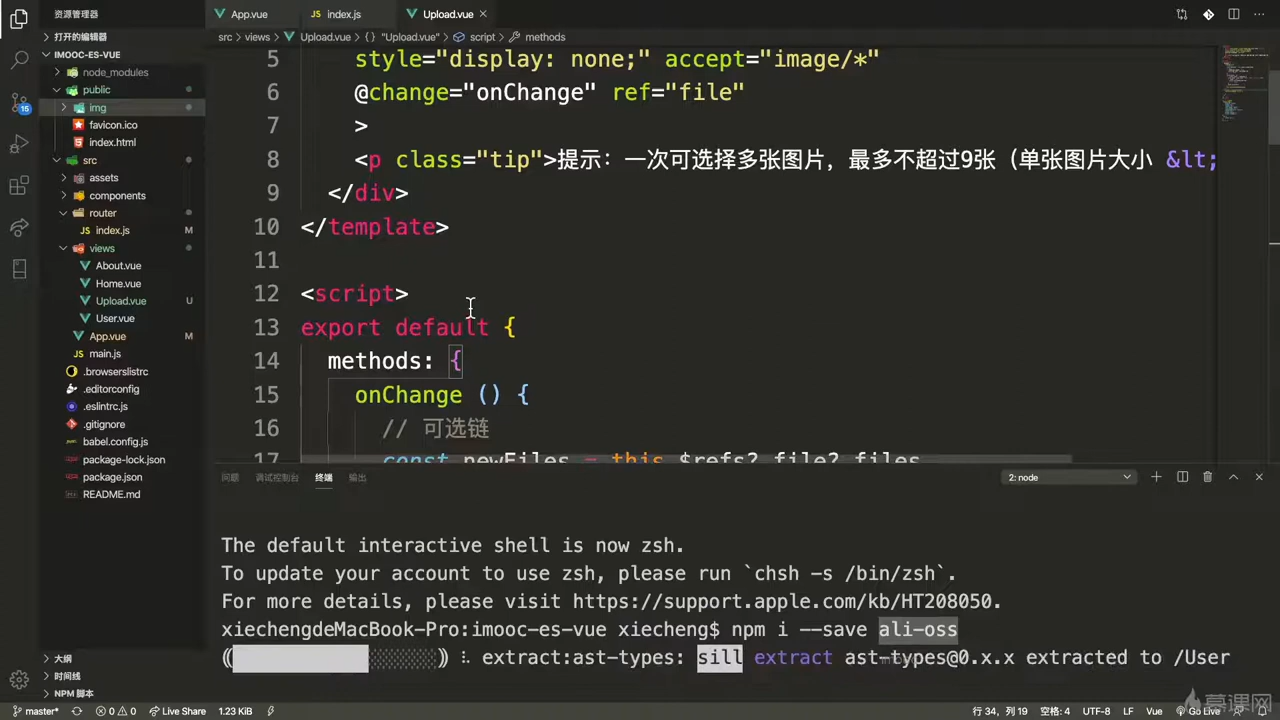 资源管理器
App.vue
index.js
Upload.vue
打开的编辑器
src
views
Upload.vue
{ } "Upload.vue"
script
methods
IMOOC-ES-VUE
node_modules
public
img
favicon.ico
index.html
src
assets
components
router
index.js M
views
About.vue
Home.vue
Upload.vue U
User.vue
App.vue M
main.js
.browserslistrc
.editorconfig
.eslintrc.js
.gitignore
babel.config.js
package-lock.json
package.json
README.md
大纲
时间线
NPM 脚本
15
5 style="display: none;" accept="image/*"
6 @change="onChange" ref="file"
7 >
8 <p class="tip">提示：一次可选择多张图片，最多不超过9张（单张图片大小 &lt;
9 </div>
10 </template>
11
12 <script>
13 export default {
14 methods: {
15 onChange () {
16 // 可选链
17 const newFiles = this.$refs?.file?.files
问题
调试控制台
终端
输出
2: node
The default interactive shell is now zsh.
To update your account to use zsh, please run `chsh -s /bin/zsh`.
For more details, please visit https://support.apple.com/kb/HT208050.
xiechengdeMacBook-Pro:imooc-es-vue xiecheng$ npm i --save ali-oss
extract:ast-types: sill extract ast-types@0.x.x extracted to /User
master*
0
0
Live Share
1.23 KiB
行 34，列 19
空格: 4
UTF-8
LF
Vue
Go Live
慕课网